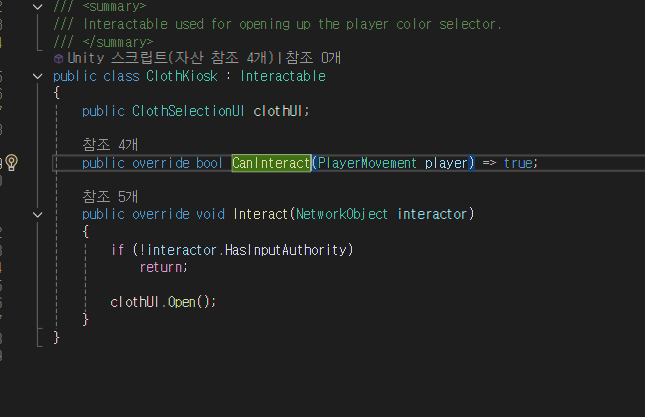 /// <summary>
/// Interactable used for opening up the player color selector.
/// </summary>
Unity 스크립트(자산 참조 4개)|참조 0개
public class ClothKiosk : Interactable
{
public ClothSelectionUI clothUI;
참조 4개
public override bool CanInteract(PlayerMovement player) => true;
참조 5개
public override void Interact(NetworkObject interactor)
{
if (!interactor.HasInputAuthority)
return;
clothUI.Open();
}
}